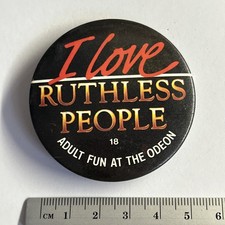 I love
RUTHLESS
PEOPLE
18
ADULT FUN AT THE ODEON
CM 1 2 3 4 5 6